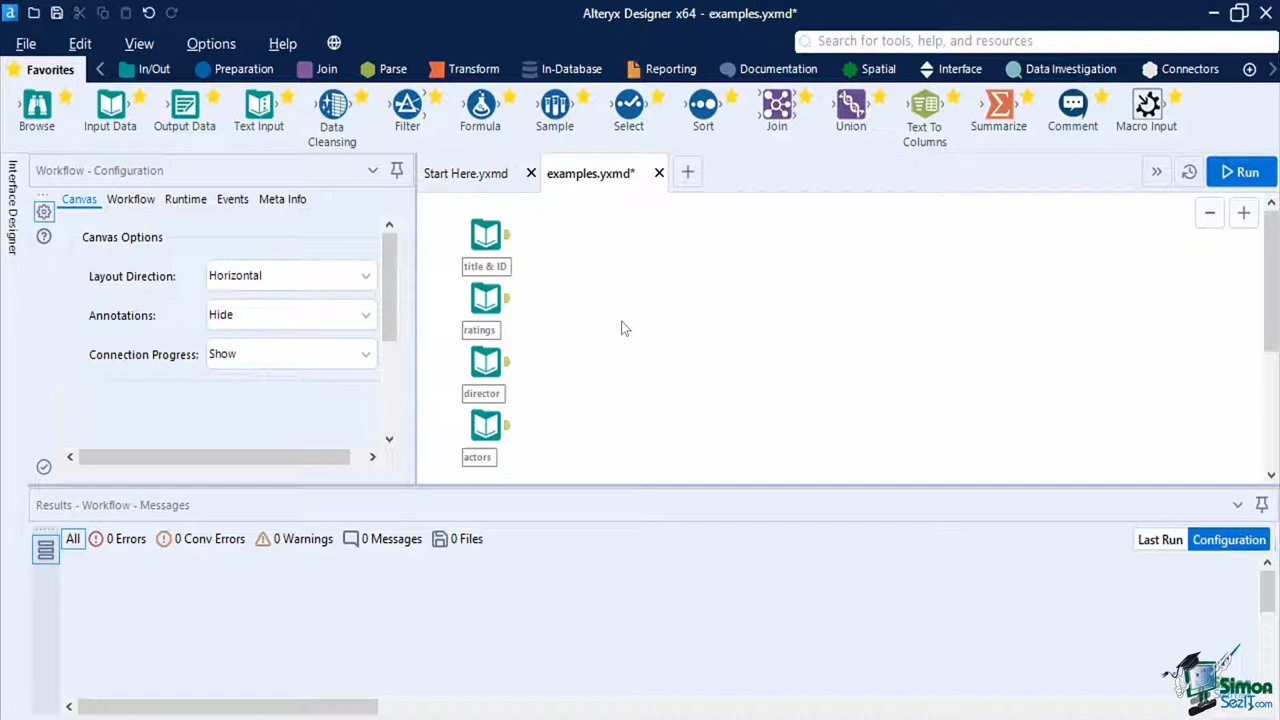 Alteryx Designer x64 - examples.yxmd*
File Edit View Options Help
Search for tools, help, and resources
Favorites In/Out Preparation Join Parse Transform In-Database Reporting Documentation Spatial Interface Data Investigation Connectors
Browse Input Data Output Data Text Input Data Cleansing Filter Formula Sample Select Sort Join Union Text To Columns Summarize Comment Macro Input
Interface Designer
Workflow - Configuration
Start Here.yxmd examples.yxmd*
Run
Canvas Workflow Runtime Events Meta Info
Canvas Options
Layout Direction: Horizontal
Annotations: Hide
Connection Progress: Show
title & ID
ratings
director
actors
Results - Workflow - Messages
All 0 Errors 0 Conv Errors 0 Warnings 0 Messages 0 Files
Last Run Configuration
Simon
SezIT.com